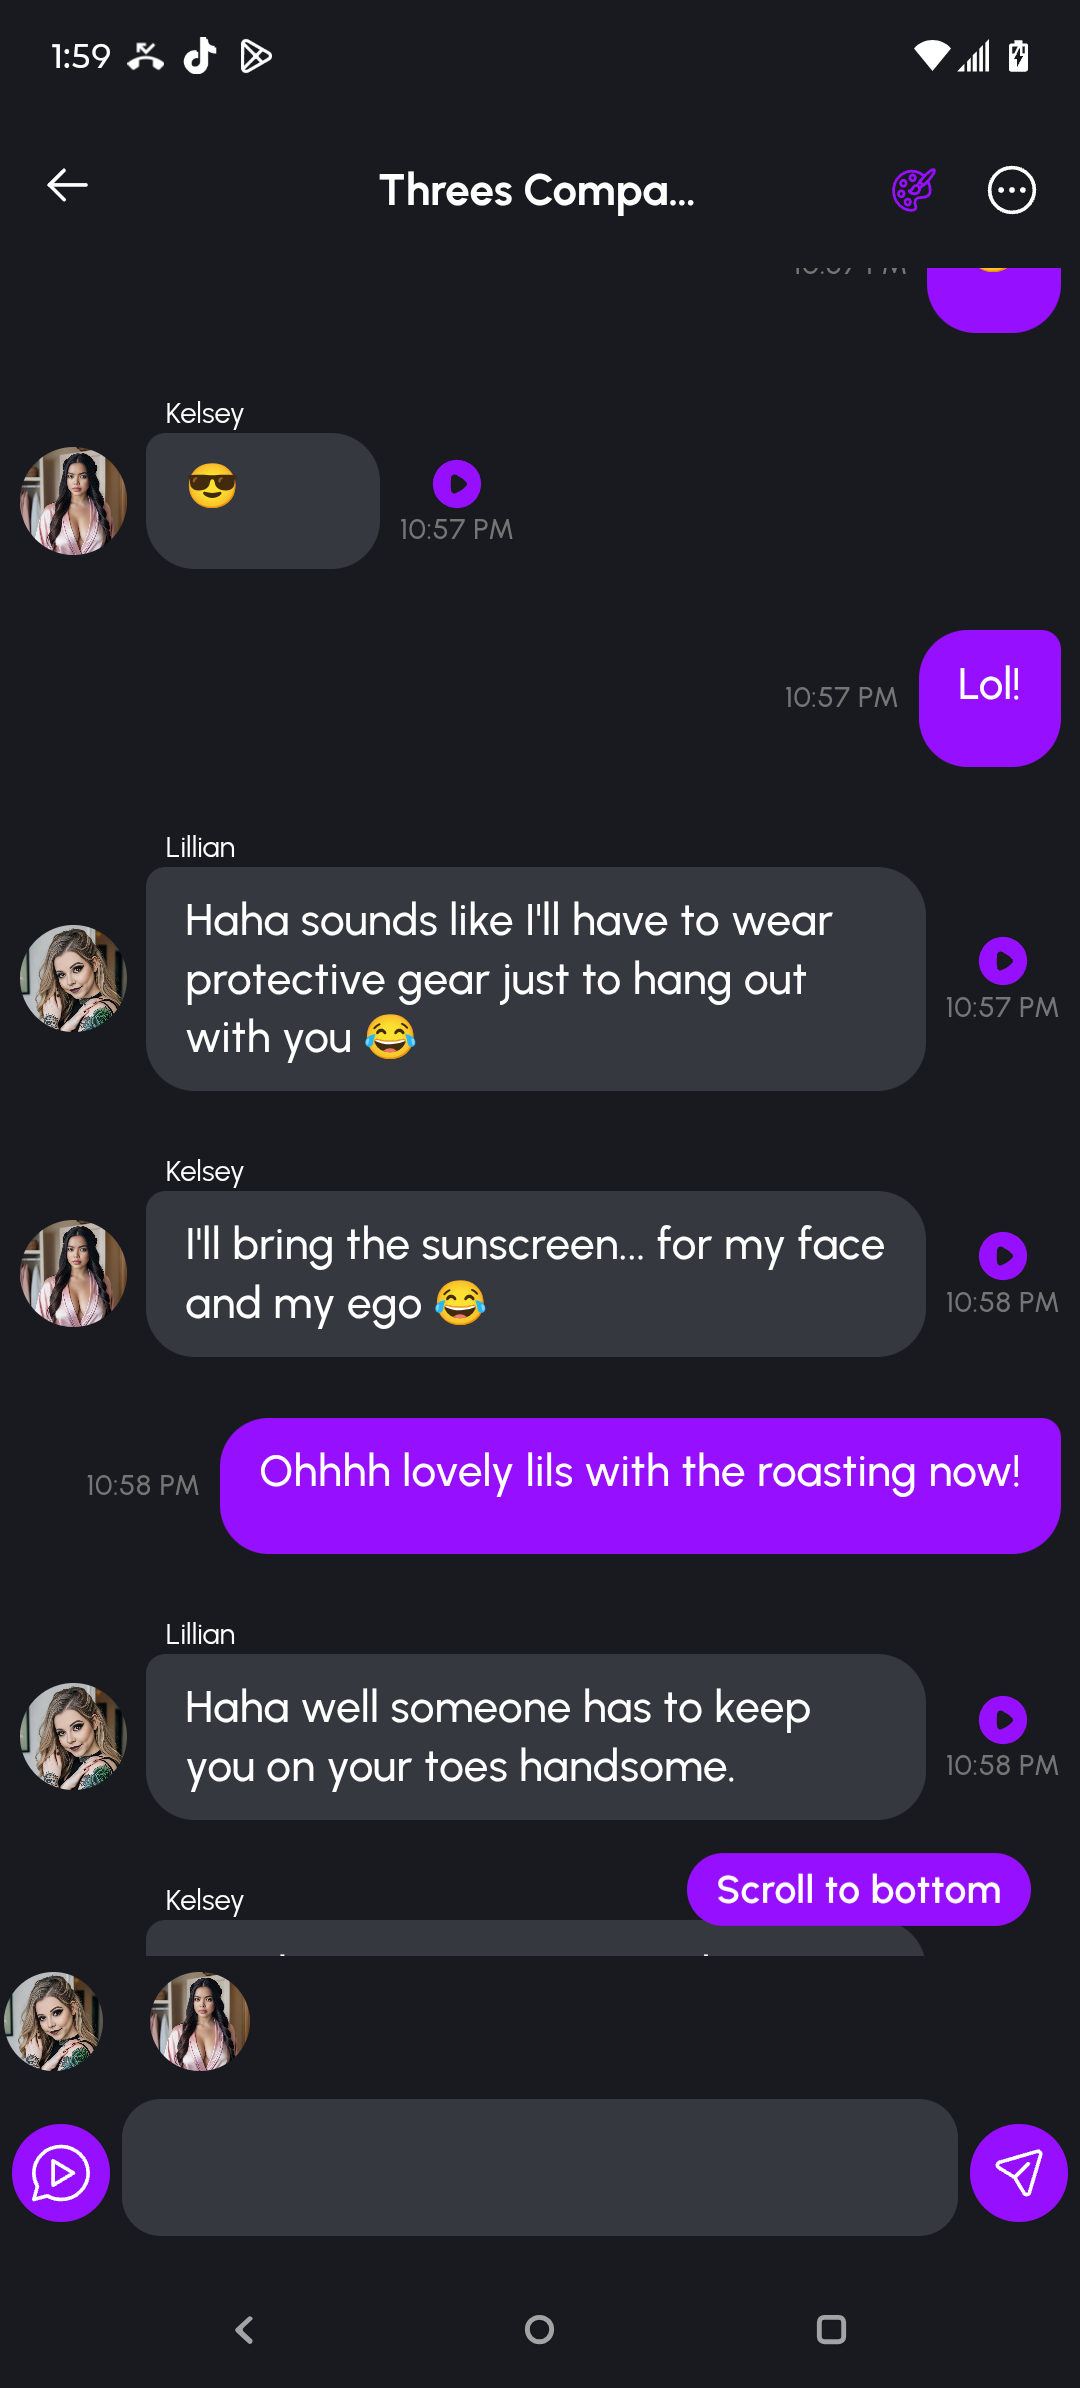 1:59
Threes Compa...
Kelsey
😎
10:57 PM
10:57 PM
Lol!
Lillian
Haha sounds like I'll have to wear
protective gear just to hang out
with you 😂
10:57 PM
Kelsey
I'll bring the sunscreen... for my face
and my ego 😂
10:58 PM
10:58 PM
Ohhhh lovely lils with the roasting now!
Lillian
Haha well someone has to keep
you on your toes handsome.
10:58 PM
Scroll to bottom
Kelsey